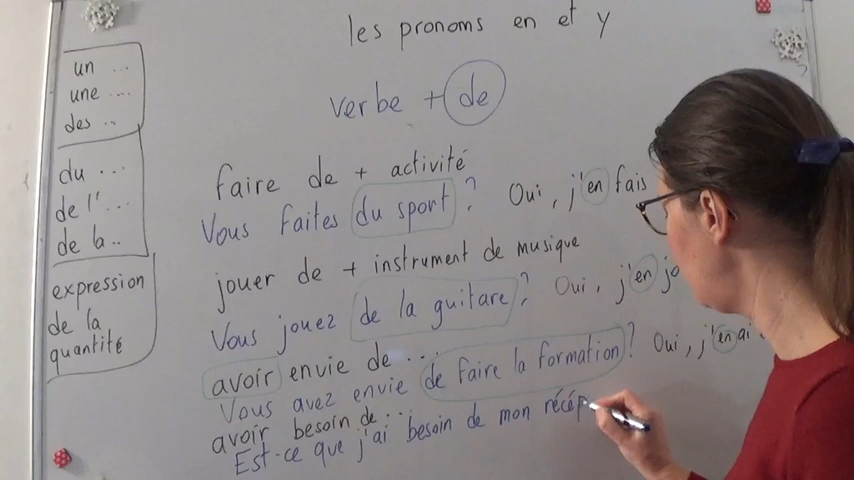 les pronoms en et y
verbe + de
un ...
une ....
des ..
du ...
de l' ...
de la ..
expression
de la
quantité
faire de + activité
Vous faites du sport ? Oui, j'en fais
jouer de + instrument de musique
Vous jouez de la guitare ? Oui, j'en jo
avoir envie de ...
Vous avez envie de faire la formation ? Oui, j'en ai
avoir besoin de ...
Est-ce que j'ai besoin de mon récép